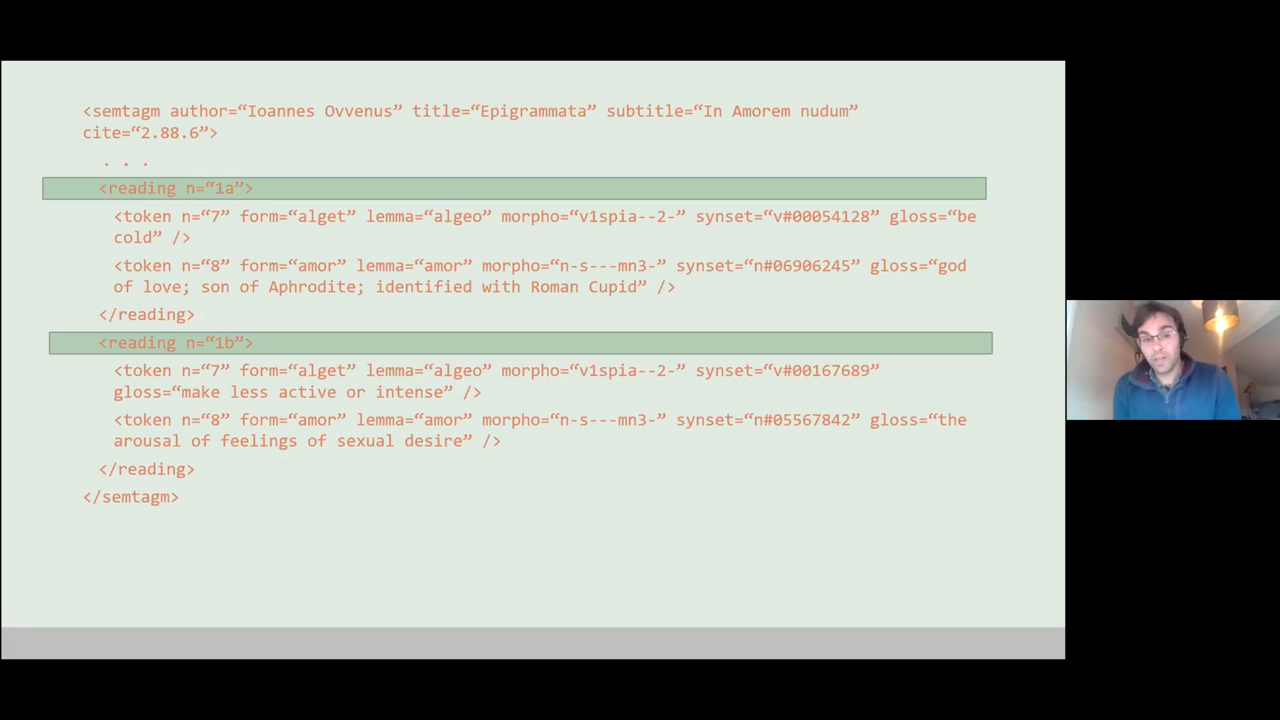 <semtagm author=“Ioannes Ovvenus” title=“Epigrammata” subtitle=“In Amorem nudum”
cite=“2.88.6”>
. . .
<reading n=“1a”>
<token n=“7” form=“alget” lemma=“algeo” morpho=“v1spia--2-” synset=“v#00054128” gloss=“be
cold” />
<token n=“8” form=“amor” lemma=“amor” morpho=“n-s---mn3-” synset=“n#06906245” gloss=“god
of love; son of Aphrodite; identified with Roman Cupid” />
</reading>
<reading n=“1b”>
<token n=“7” form=“alget” lemma=“algeo” morpho=“v1spia--2-” synset=“v#00167689”
gloss=“make less active or intense” />
<token n=“8” form=“amor” lemma=“amor” morpho=“n-s---mn3-” synset=“n#05567842” gloss=“the
arousal of feelings of sexual desire” />
</reading>
</semtagm>